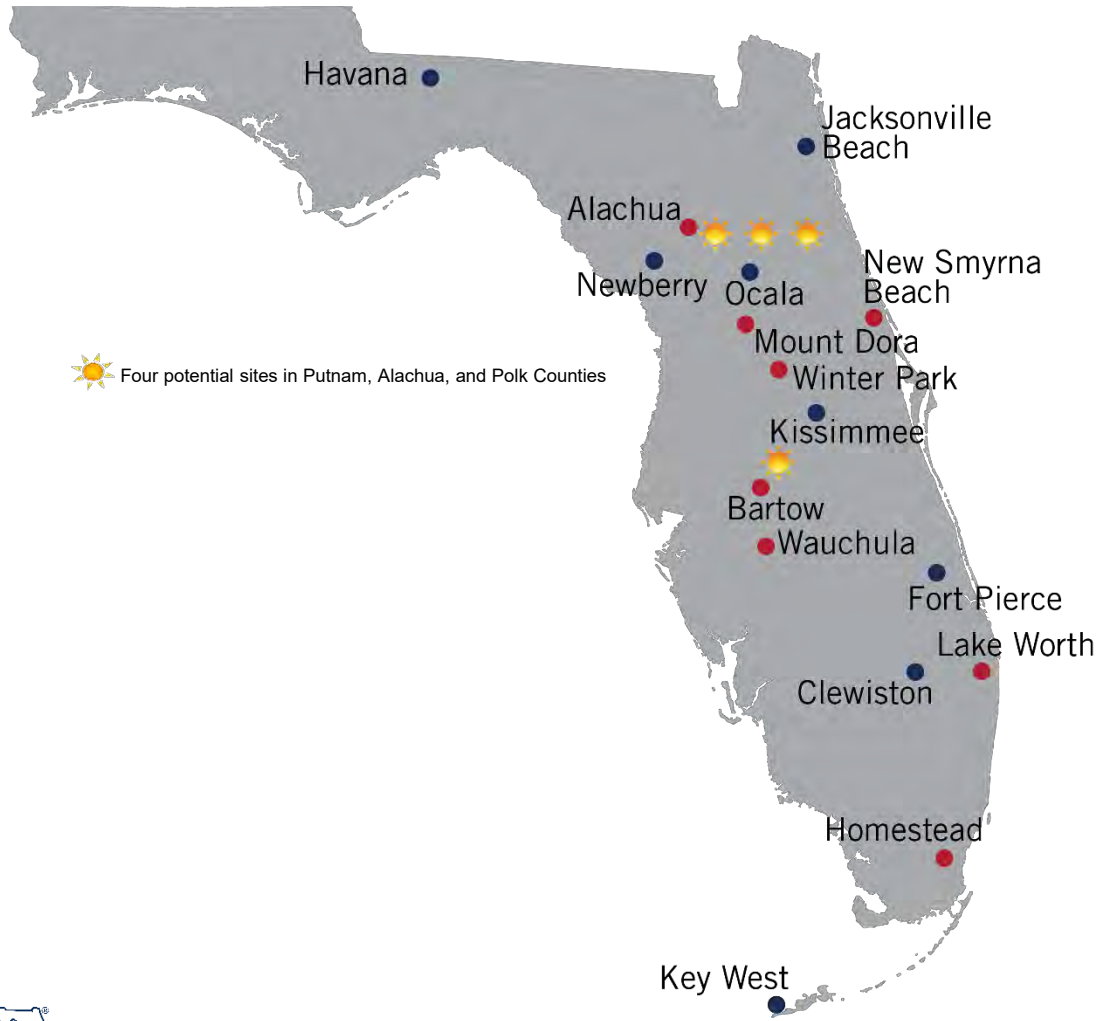 Havana
Jacksonville
Beach
Alachua
New Smyrna
Beach
Newberry
Ocala
Mount Dora
Four potential sites in Putnam, Alachua, and Polk Counties
Winter Park
Kissimmee
Bartow
Wauchula
Fort Pierce
Lake Worth
Clewiston
Homestead
Key West
®